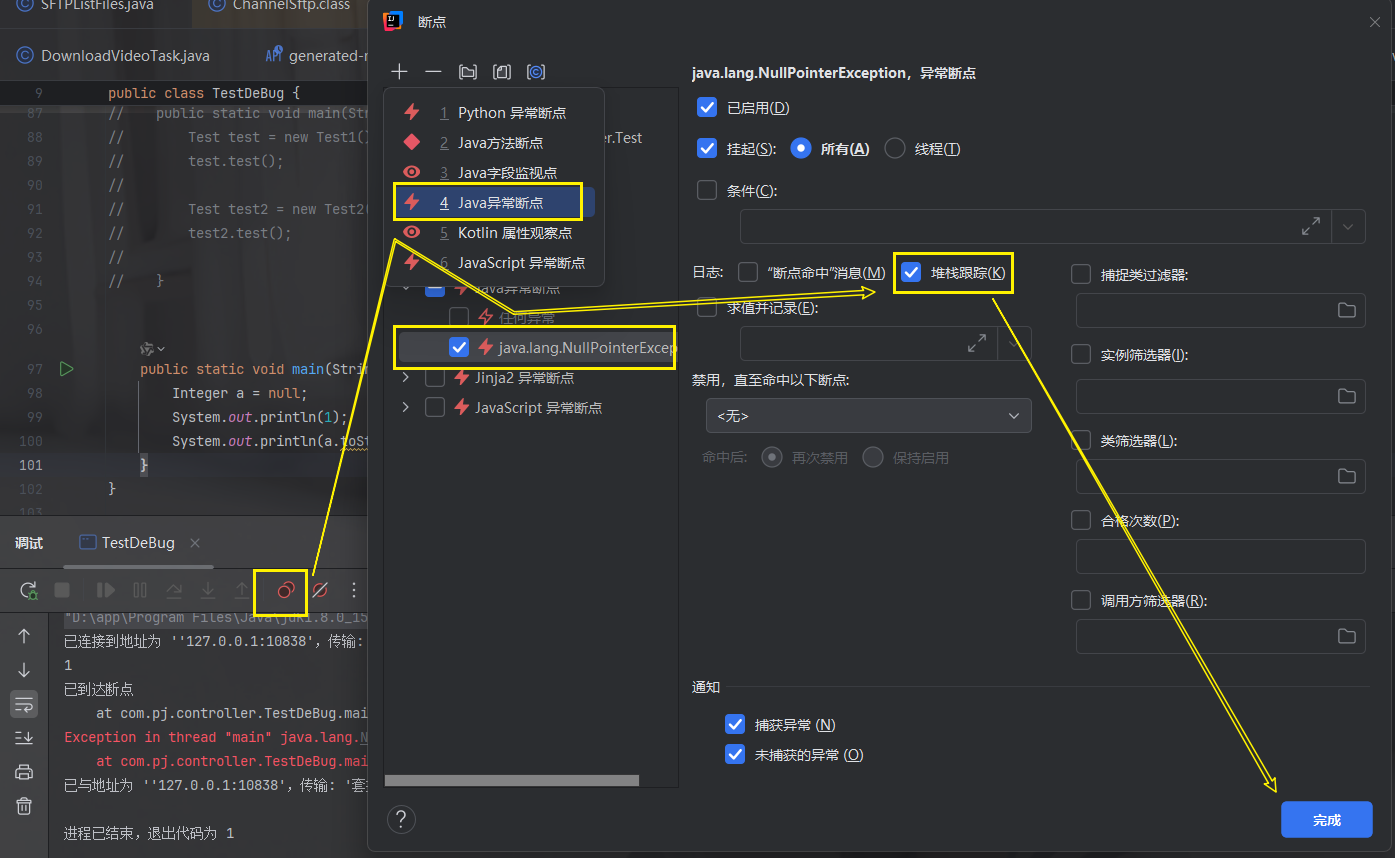 SFTPListFiles.java
ChannelSftp.class
DownloadVideoTask.java
API generated-r
9 public class TestDeBug {
87 // public static void main(Str
88 // Test test = new Test1()
89 // test.test();
90 //
91 // Test test2 = new Test2(
92 // test2.test();
93 //
94 // }
95
96
97 public static void main(Strin
98 Integer a = null;
99 System.out.println(1);
100 System.out.println(a.toSt
101 }
102 }
103
调试
TestDeBug
"D:\app\Program Files\Java\jdk1.8.0_15
已连接到地址为 ''127.0.0.1:10838'，传输:
1
已到达断点
at com.pj.controller.TestDeBug.mai
Exception in thread "main" java.lang.N
at com.pj.controller.TestDeBug.mai
已与地址为 ''127.0.0.1:10838'，传输: '套
进程已结束，退出代码为 1
断点
1 Python 异常断点
2 Java方法断点
3 Java字段监视点
4 Java异常断点
5 Kotlin 属性观察点
6 JavaScript 异常断点
er.Test
Java异常断点
任何异常
java.lang.NullPointerExcep
Jinja2 异常断点
JavaScript 异常断点
java.lang.NullPointerException，异常断点
已启用(D)
挂起(S): 所有(A) 线程(T)
条件(C):
日志: “断点命中”消息(M) 堆栈跟踪(K)
求值并记录(E):
禁用，直至命中以下断点:
<无>
命中后: 再次禁用 保持启用
捕捉类过滤器:
实例筛选器(I):
类筛选器(L):
合格次数(P):
调用方筛选器(R):
通知
捕获异常 (N)
未捕获的异常 (O)
?
完成